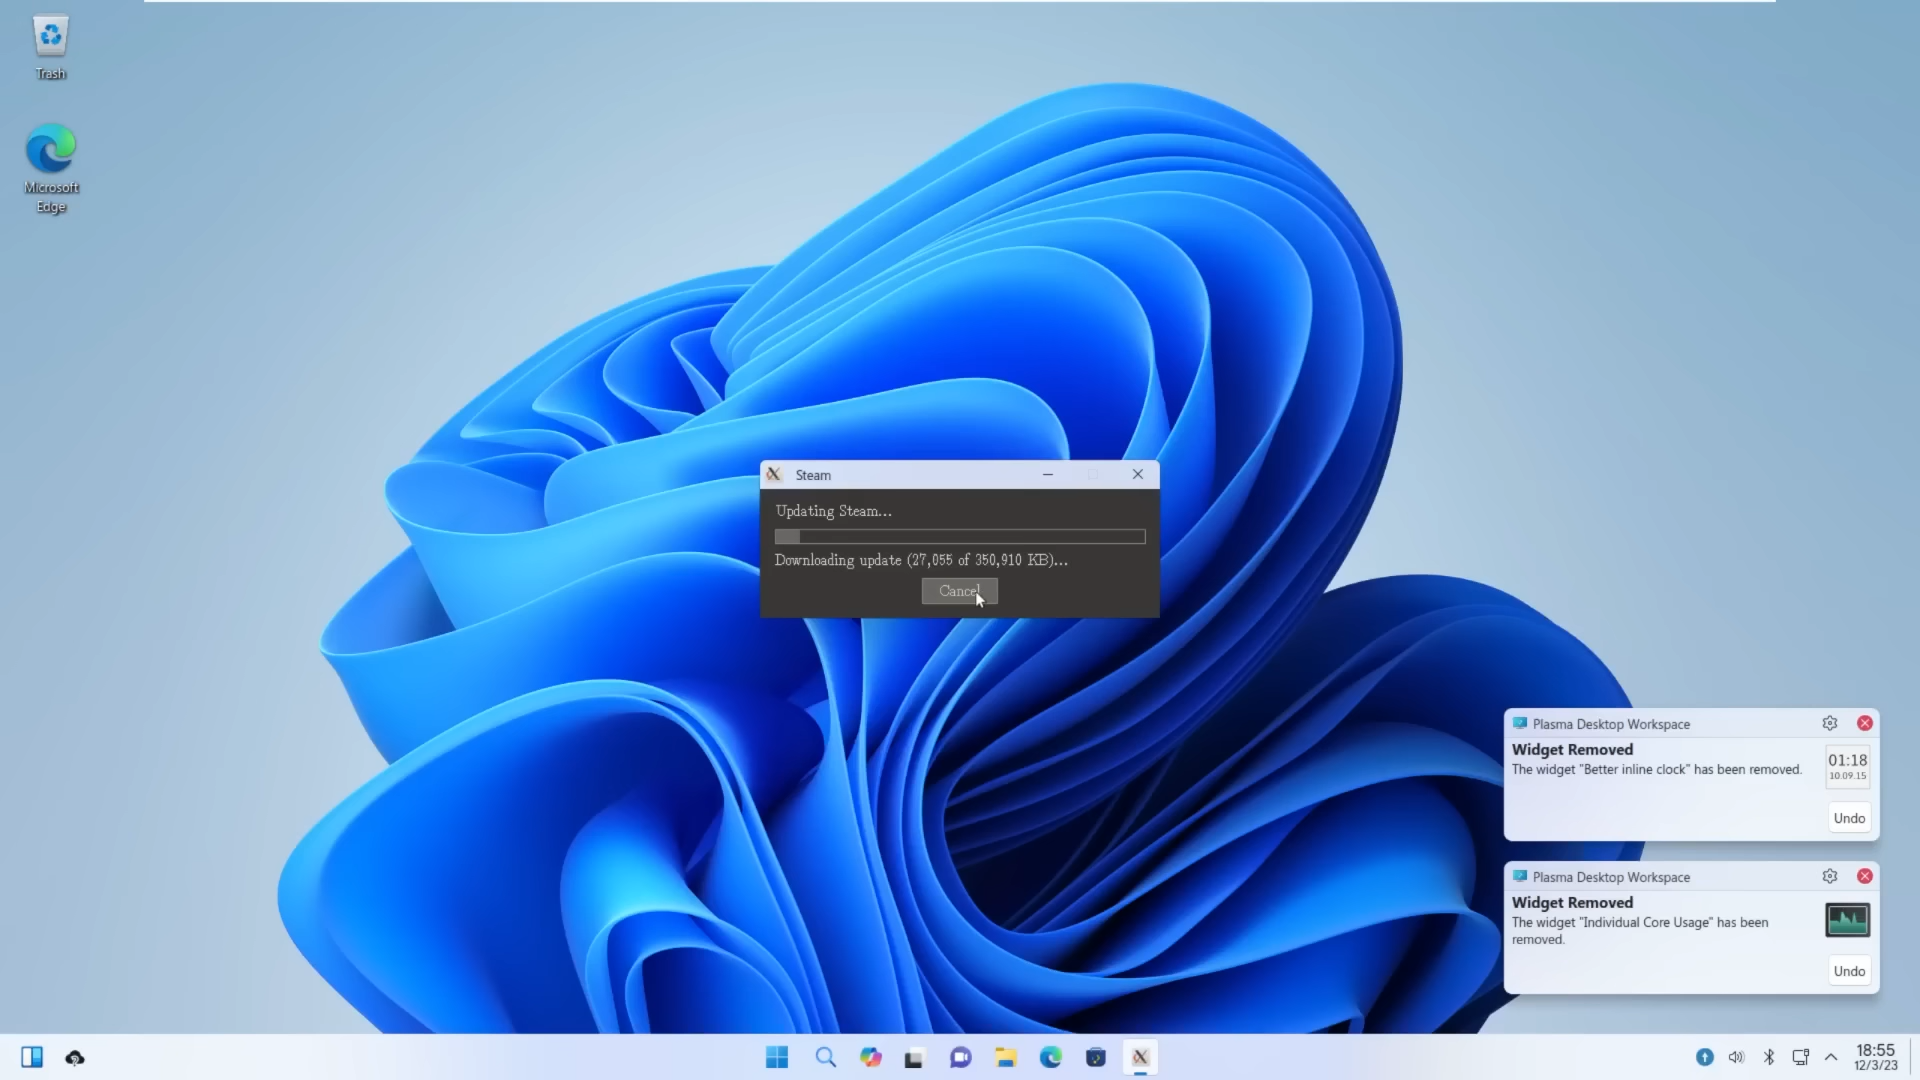 Trash
Microsoft
Edge
Steam
Updating Steam...
Downloading update (27,055 of 350,910 KB)...
Cancel
Plasma Desktop Workspace
Widget Removed
The widget "Better inline clock" has been removed.
01:18
10.09.15
Undo
Plasma Desktop Workspace
Widget Removed
The widget "Individual Core Usage" has been
removed.
Undo
18:55
12/3/23